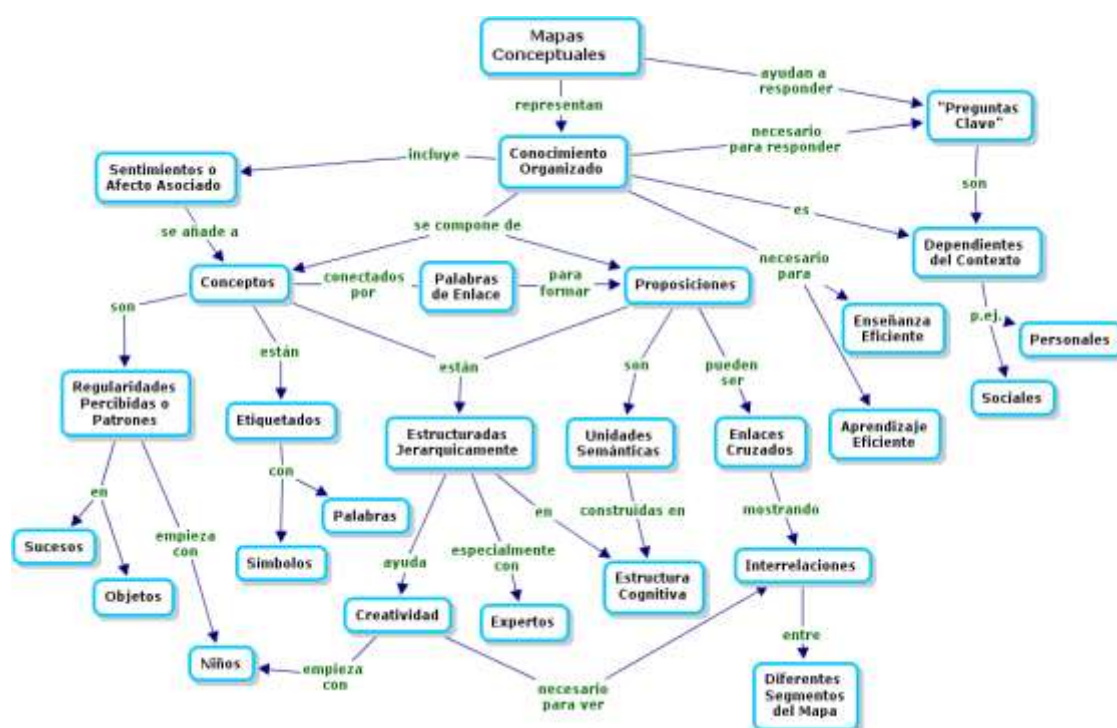 Mapas
Conceptuales
ayudan a
responder
representan
"Preguntas
Clave"
necesario
para responder
Conocimiento
Organizado
incluye
Sentimientos o
Afecto Asociado
son
es
se añade a
se compone de
Dependientes
del Contexto
necesario
para
Conceptos
conectados
por
Palabras
de Enlace
para
formar
Proposiciones
son
Enseñanza
Eficiente
p.ej.
Personales
están
están
son
pueden
ser
Regularidades
Percibidas o
Patrones
Etiquetados
Estructuradas
Jerarquicamente
Unidades
Semánticas
Enlaces
Cruzados
Aprendizaje
Eficiente
Sociales
en
con
empieza
con
Palabras
en
construidas en
mostrando
Sucesos
Símbolos
ayuda
especialmente
con
Interrelaciones
Objetos
Estructura
Cognitiva
Creatividad
Expertos
entre
Niños
empieza
con
necesario
para ver
Diferentes
Segmentos
del Mapa